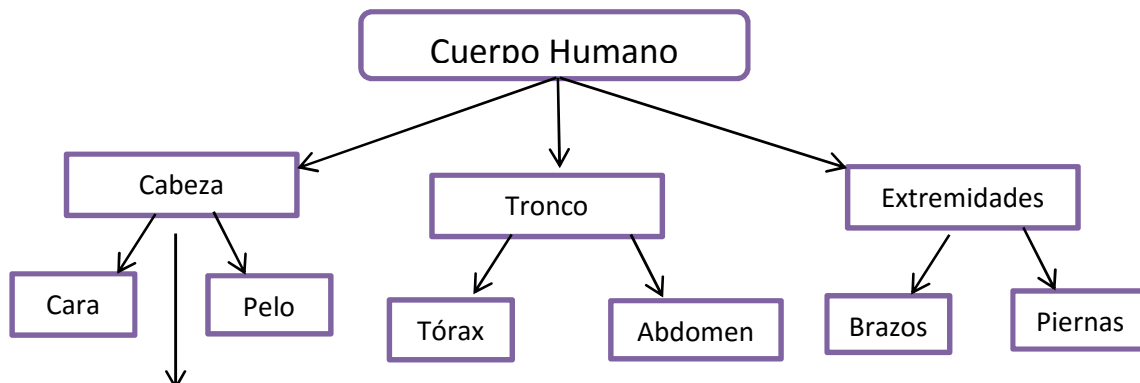 Cuerpo Humano
Cabeza
Tronco
Extremidades
Cara
Pelo
Tórax
Abdomen
Brazos
Piernas